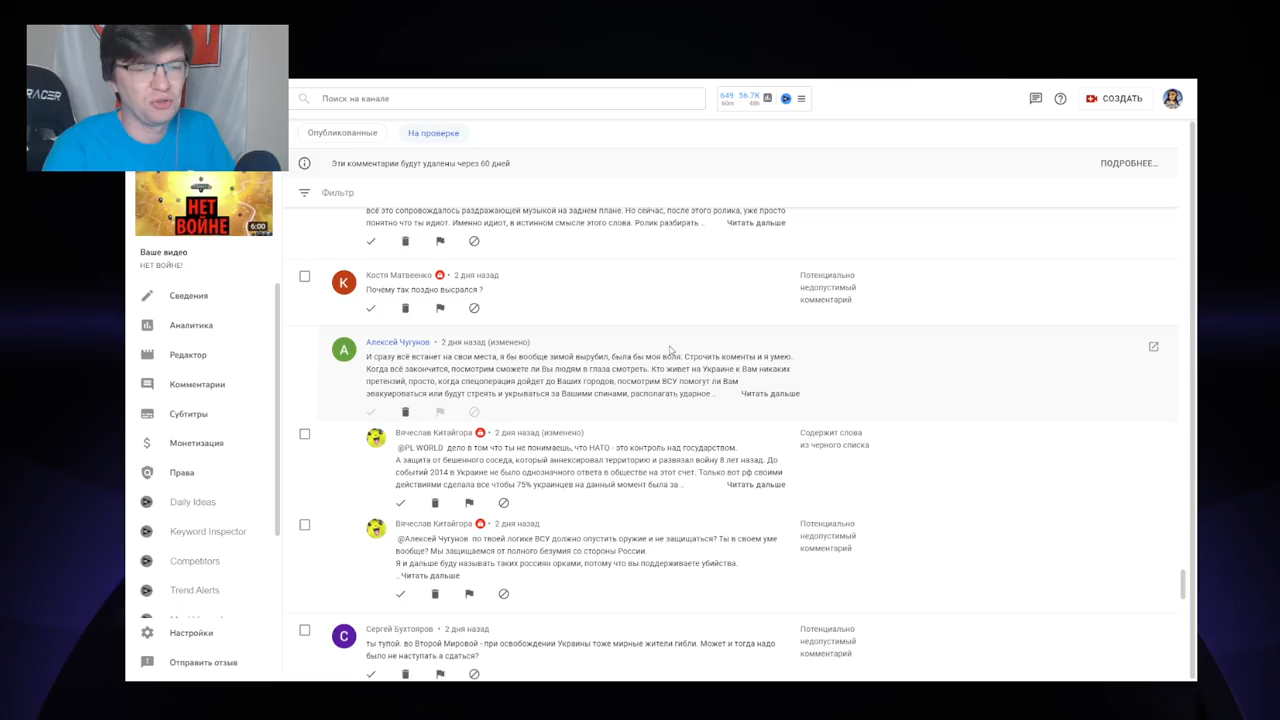 ACER
Поиск на канале
649
60m
56.7K
48h
СОЗДАТЬ
Опубликованные
На проверке
Эти комментарии будут удалены через 60 дней
ПОДРОБНЕЕ...
Фильтр
НЕТ
ВОЙНЕ
6:00
Ваше видео
НЕТ ВОЙНЕ!
Сведения
Аналитика
Редактор
Комментарии
Субтитры
Монетизация
Права
Daily Ideas
Keyword Inspector
Competitors
Trend Alerts
Настройки
Отправить отзыв
всё это сопровождалось раздражающей музыкой на заднем плане. Но сейчас, после этого ролика, уже просто
понятно что ты идиот. Именно идиот, в истинном смысле этого слова. Ролик разбирать ..
Читать дальше
К
Костя Матвеенко • 2 дня назад
Почему так поздно высрался ?
Потенциально
недопустимый
комментарий
А
Алексей Чугунов • 2 дня назад (изменено)
И сразу всё встанет на свои места, я бы вообще зимой вырубил, была бы моя воля. Строчить коменты и я умею.
Когда всё закончится, посмотрим сможете ли Вы людям в глаза смотреть. Кто живет на Украине к Вам никаких
претензий, просто, когда спецоперация дойдет до Ваших городов, посмотрим ВСУ помогут ли Вам
эвакуироваться или будут стреять и укрываться за Вашими спинами, располагать ударное ..
Читать дальше
Вячеслав Китайгора • 2 дня назад (изменено)
@PL WORLD дело в том что ты не понимаешь, что НАТО - это контроль над государством.
А защита от бешенного соседа, который аннексировал территорию и развязал войну 8 лет назад. До
событий 2014 в Украине не было однозначного ответа в обществе на этот счет. Только вот рф своими
действиями сделала все чтобы 75% украинцев на данный момент была за ..
Читать дальше
Содержит слова
из черного списка
Вячеслав Китайгора • 2 дня назад
@Алексей Чугунов по твоей логике ВСУ должно опустить оружие и не защищаться? Ты в своем уме
вообще? Мы защищаемся от полного безумия со стороны России.
Я и дальше буду называть таких россиян орками, потому что вы поддерживаете убийства.
..Читать дальше
Потенциально
недопустимый
комментарий
С
Сергей Бухтояров • 2 дня назад
ты тупой. во Второй Мировой - при освобождении Украины тоже мирные жители гибли. Может и тогда надо
было не наступать а сдаться?
Потенциально
недопустимый
комментарий